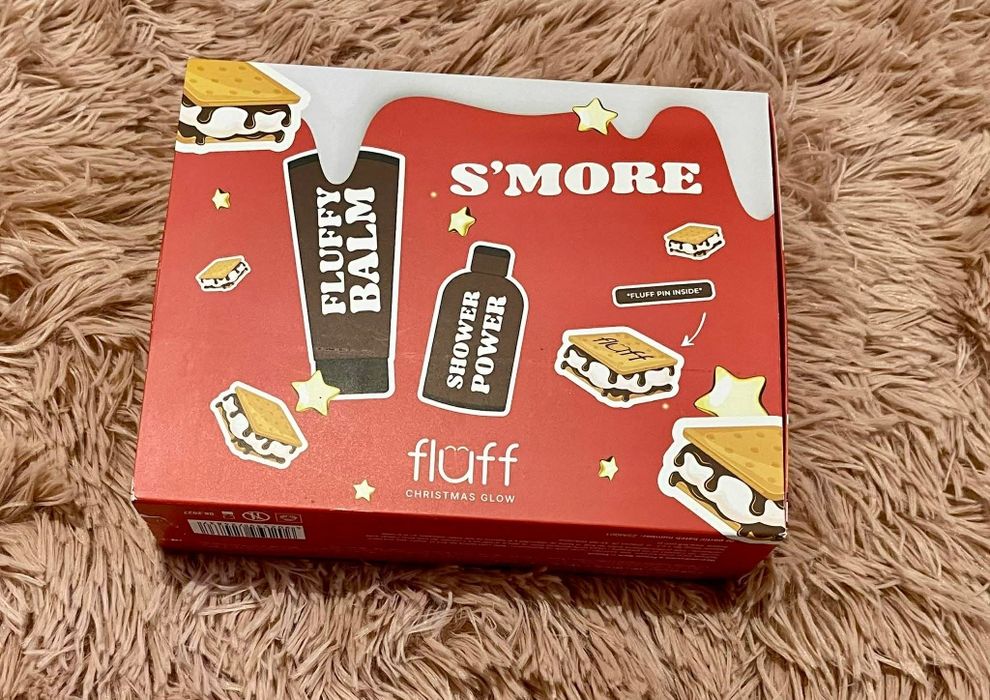 S'MORE
FLUFFY
BALM
SHOWER
POWER
"FLUFF PIN INSIDE"
fluff
fluff
CHRISTMAS GLOW